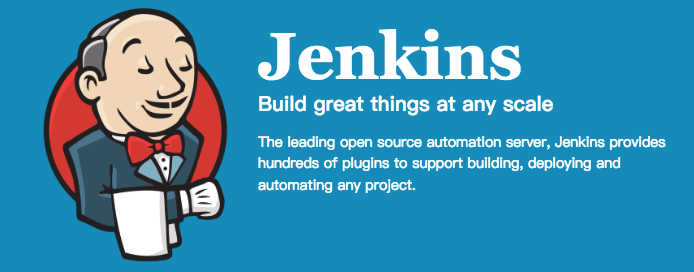 Jenkins
Build great things at any scale
The leading open source automation server, Jenkins provides
hundreds of plugins to support building, deploying and
automating any project.